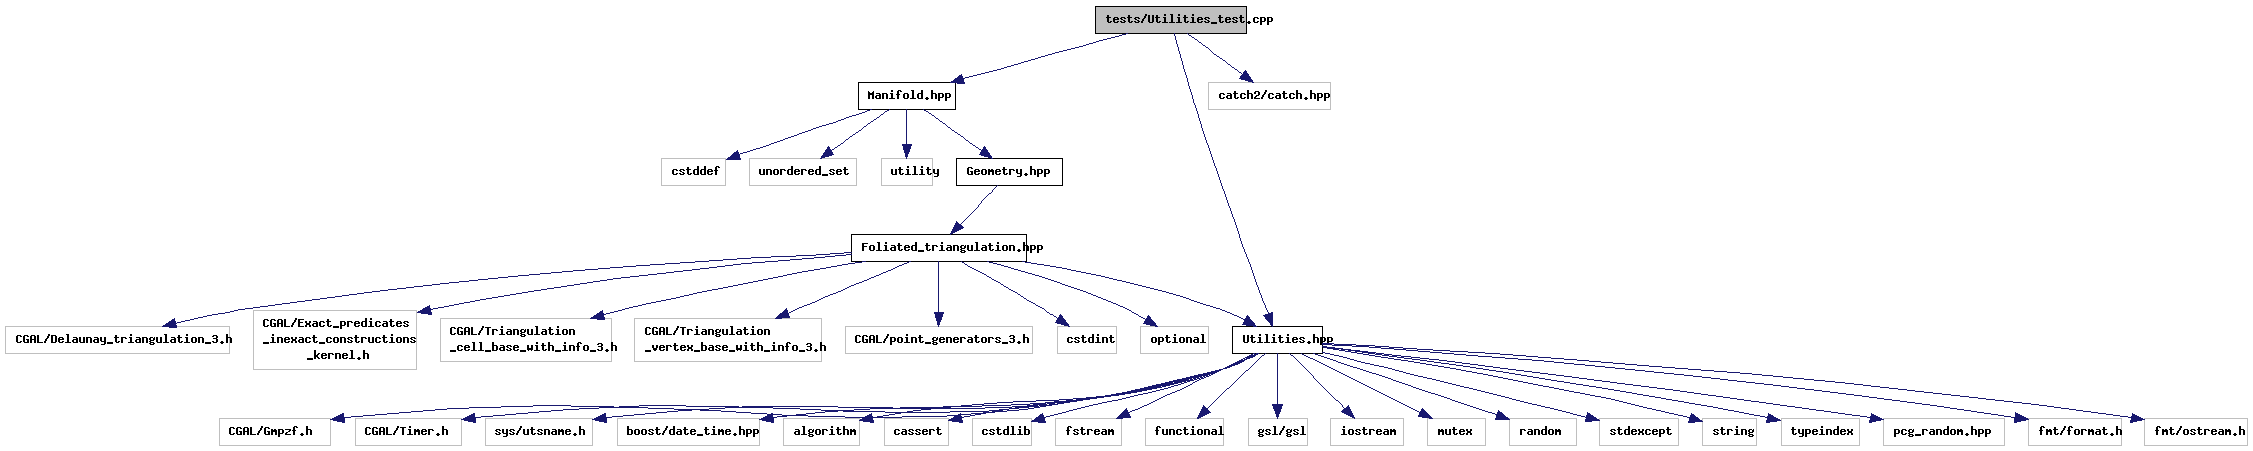 tests/Utilities_test.cpp
Manifold.hpp
catch2/catch.hpp
cstddef
unordered_set
utility
Geometry.hpp
Foliated_triangulation.hpp
CGAL/Delaunay_triangulation_3.h
CGAL/Exact_predicates
_inexact_constructions
_kernel.h
CGAL/Triangulation
_cell_base_with_info_3.h
CGAL/Triangulation
_vertex_base_with_info_3.h
CGAL/point_generators_3.h
cstdint
optional
Utilities.hpp
CGAL/Gmpzf.h
CGAL/Timer.h
sys/utsname.h
boost/date_time.hpp
algorithm
cassert
cstdlib
fstream
functional
gsl/gsl
iostream
mutex
random
stdexcept
string
typeindex
pcg_random.hpp
fmt/format.h
fmt/ostream.h